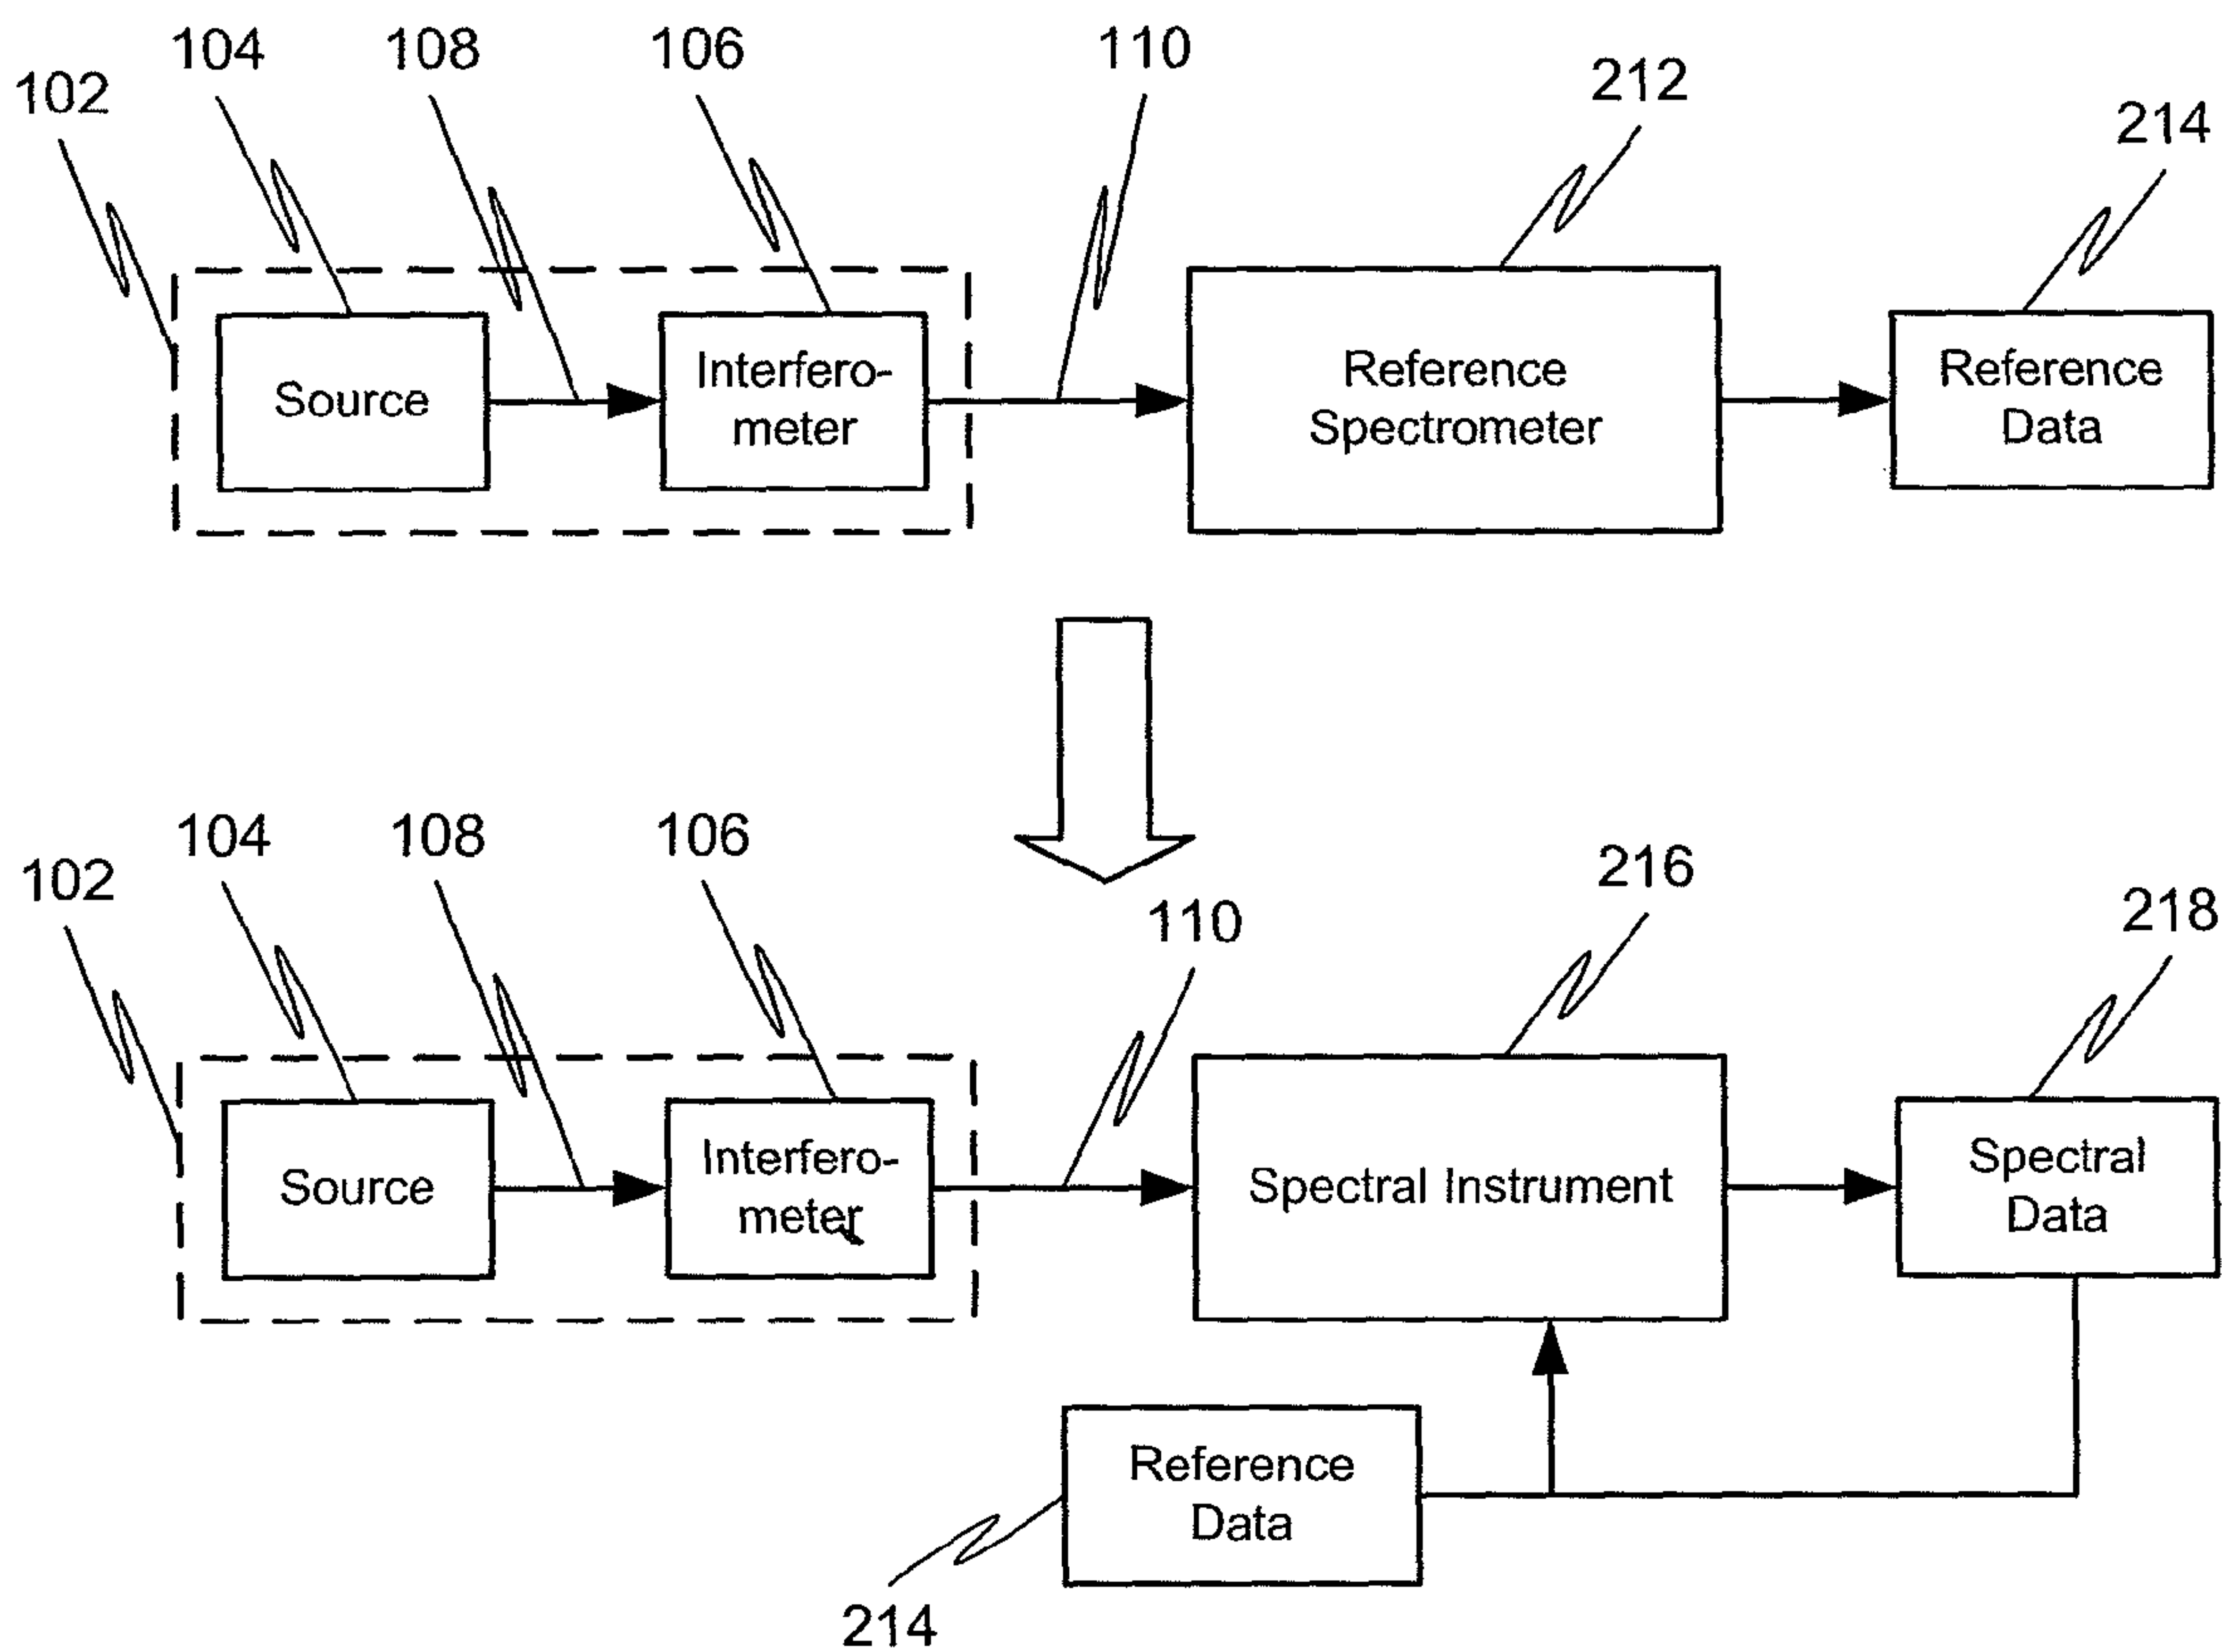 104 108 106 110
102 212
214
Source
Interfero-
meter
Reference
Spectrometer
Reference
Data
104 108 106 216
102 110 218
Source
Interfero-
meter
Spectral Instrument
Spectral
Data
Reference
Data
214